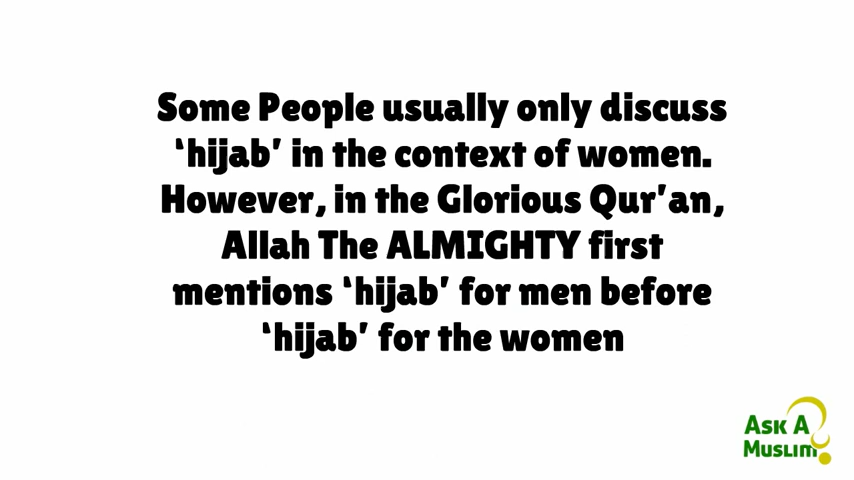 Some People usually only discuss
‘hijab’ in the context of women.
However, in the Glorious Qur’an,
Allah The ALMIGHTY first
mentions ‘hijab’ for men before
‘hijab’ for the women
Ask A
Muslim?